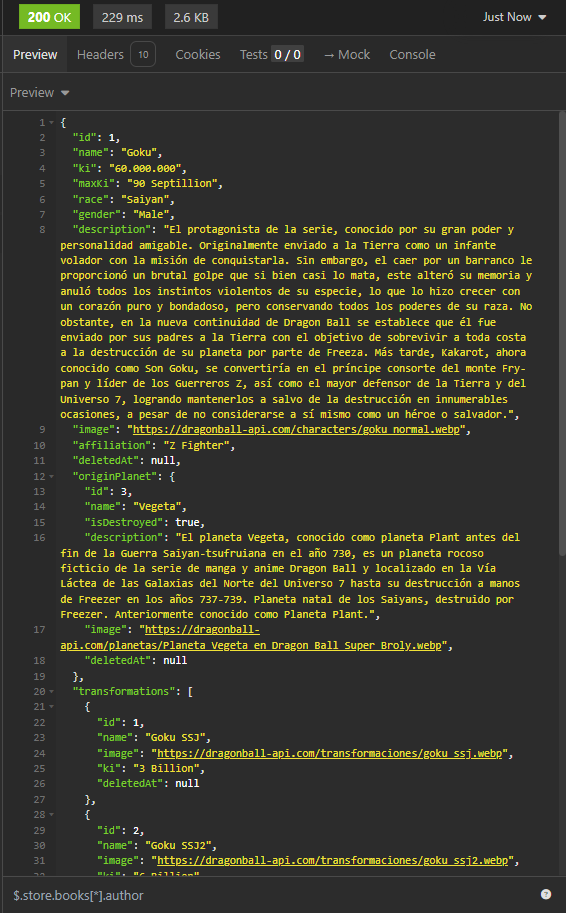 200 OK 229 ms 2.6 KB Just Now
Preview Headers 10 Cookies Tests 0 / 0 → Mock Console
Preview
1 {
2 "id": 1,
3 "name": "Goku",
4 "ki": "60.000.000",
5 "maxKi": "90 Septillion",
6 "race": "Saiyan",
7 "gender": "Male",
8 "description": "El protagonista de la serie, conocido por su gran poder y
personalidad amigable. Originalmente enviado a la Tierra como un infante
volador con la misión de conquistarla. Sin embargo, el caer por un barranco le
proporcionó un brutal golpe que si bien casi lo mata, este alteró su memoria y
anuló todos los instintos violentos de su especie, lo que lo hizo crecer con
un corazón puro y bondadoso, pero conservando todos los poderes de su raza. No
obstante, en la nueva continuidad de Dragon Ball se establece que él fue
enviado por sus padres a la Tierra con el objetivo de sobrevivir a toda costa
a la destrucción de su planeta por parte de Freeza. Más tarde, Kakarot, ahora
conocido como Son Goku, se convertiría en el príncipe consorte del monte Fry-
pan y líder de los Guerreros Z, así como el mayor defensor de la Tierra y del
Universo 7, logrando mantenerlos a salvo de la destrucción en innumerables
ocasiones, a pesar de no considerarse a sí mismo como un héroe o salvador.",
9 "image": "https://dragonball-api.com/characters/goku_normal.webp",
10 "affiliation": "Z Fighter",
11 "deletedAt": null,
12 "originPlanet": {
13 "id": 3,
14 "name": "Vegeta",
15 "isDestroyed": true,
16 "description": "El planeta Vegeta, conocido como planeta Plant antes del
fin de la Guerra Saiyan-tsufruiana en el año 730, es un planeta rocoso
ficticio de la serie de manga y anime Dragon Ball y localizado en la Vía
Láctea de las Galaxias del Norte del Universo 7 hasta su destrucción a manos
de Freezer en los años 737-739. Planeta natal de los Saiyans, destruido por
Freezer. Anteriormente conocido como Planeta Plant.",
17 "image": "https://dragonball-
api.com/planetas/Planeta_Vegeta_en_Dragon_Ball_Super_Broly.webp",
18 "deletedAt": null
19 },
20 "transformations": [
21 {
22 "id": 1,
23 "name": "Goku SSJ",
24 "image": "https://dragonball-api.com/transformaciones/goku_ssj.webp",
25 "ki": "3 Billion",
26 "deletedAt": null
27 },
28 {
29 "id": 2,
30 "name": "Goku SSJ2",
31 "image": "https://dragonball-api.com/transformaciones/goku_ssj2.webp",
32 "ki": "6 Billion",
$.store.books[*].author ?